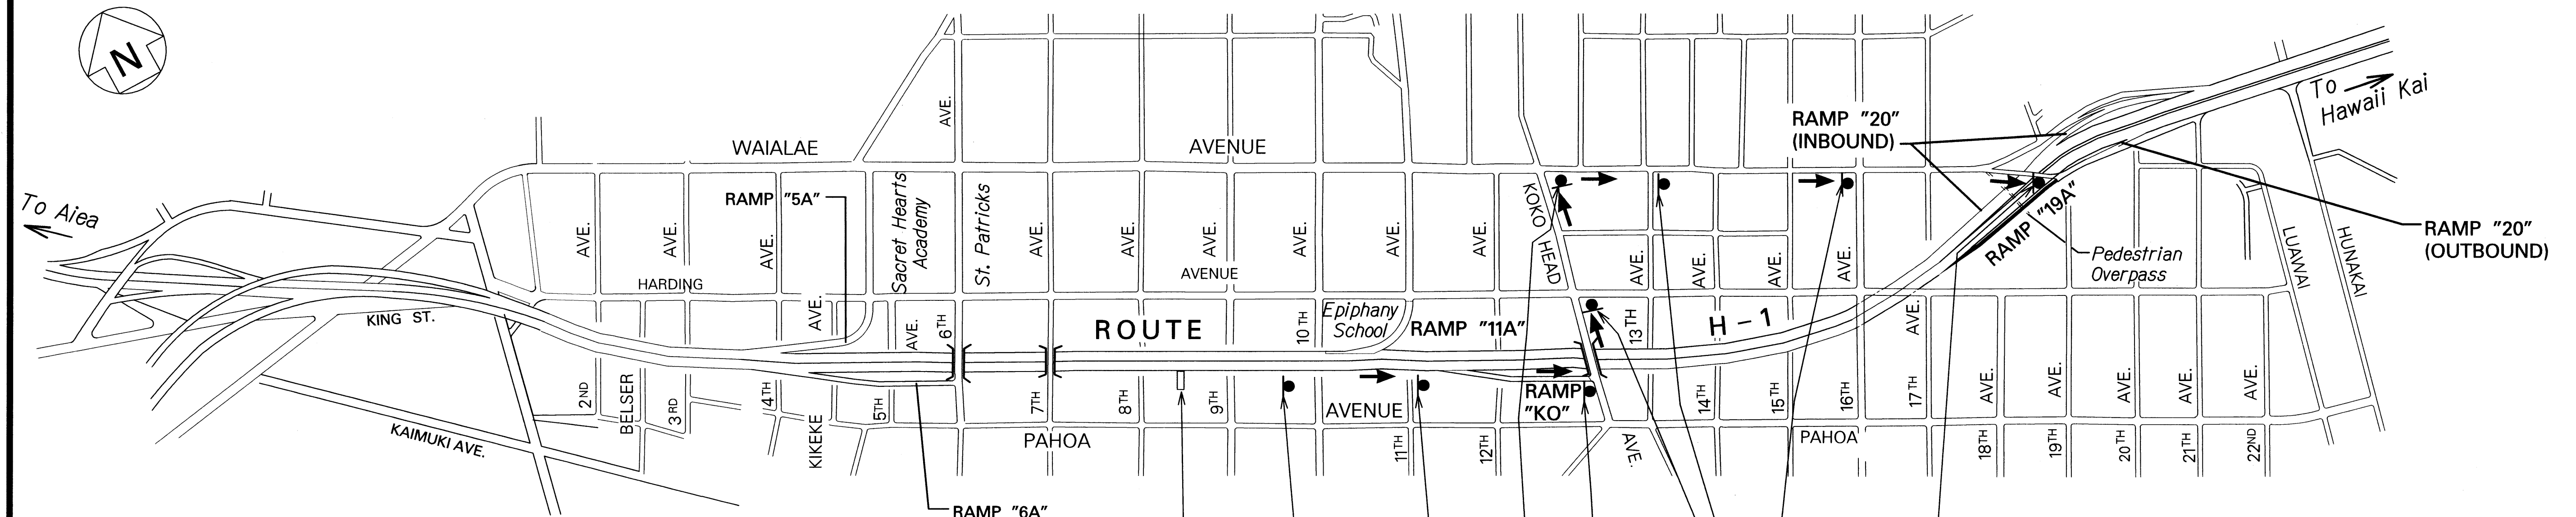 N
To Aiea
To
Hawaii Kai
WAIALAE
AVENUE
AVE.
RAMP "20"
(INBOUND)
RAMP "5A"
Sacret Hearts
Academy
St. Patricks
AVE.
AVE.
AVE.
AVE.
AVE.
AVE.
AVE.
AVE.
AVE.
KOKO HEAD
AVE.
AVE.
AVE.
AVE.
RAMP "19A"
Pedestrian
Overpass
RAMP "20"
(OUTBOUND)
LUAWAI
HUNAKAI
HARDING
AVENUE
KING ST.
AVE.
AVE.
6TH
ROUTE
10TH
Epiphany
School
RAMP "11A"
13TH
H-1
AVE.
2ND
BELSER
3RD
4TH
KIKEKE
5TH
7TH
8TH
9TH
AVENUE
RAMP
"KO"
14TH
15TH
16TH
17TH
AVE.
AVE.
AVE.
AVE.
AVE.
KAIMUKI AVE.
PAHOA
11TH
12TH
AVE.
PAHOA
18TH
19TH
20TH
21TH
22ND
RAMP "6A"